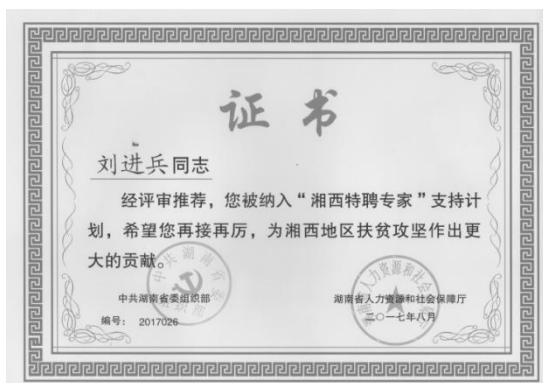 证书
刘进兵同志
经评审推荐，您被纳入“湘西特聘专家”支持计
划，希望您再接再厉，为湘西地区扶贫攻坚作出更
大的贡献。
中共湖南省委组织部
湖南省人力资源和社会保障厅
编号：2017026
二〇一七年八月